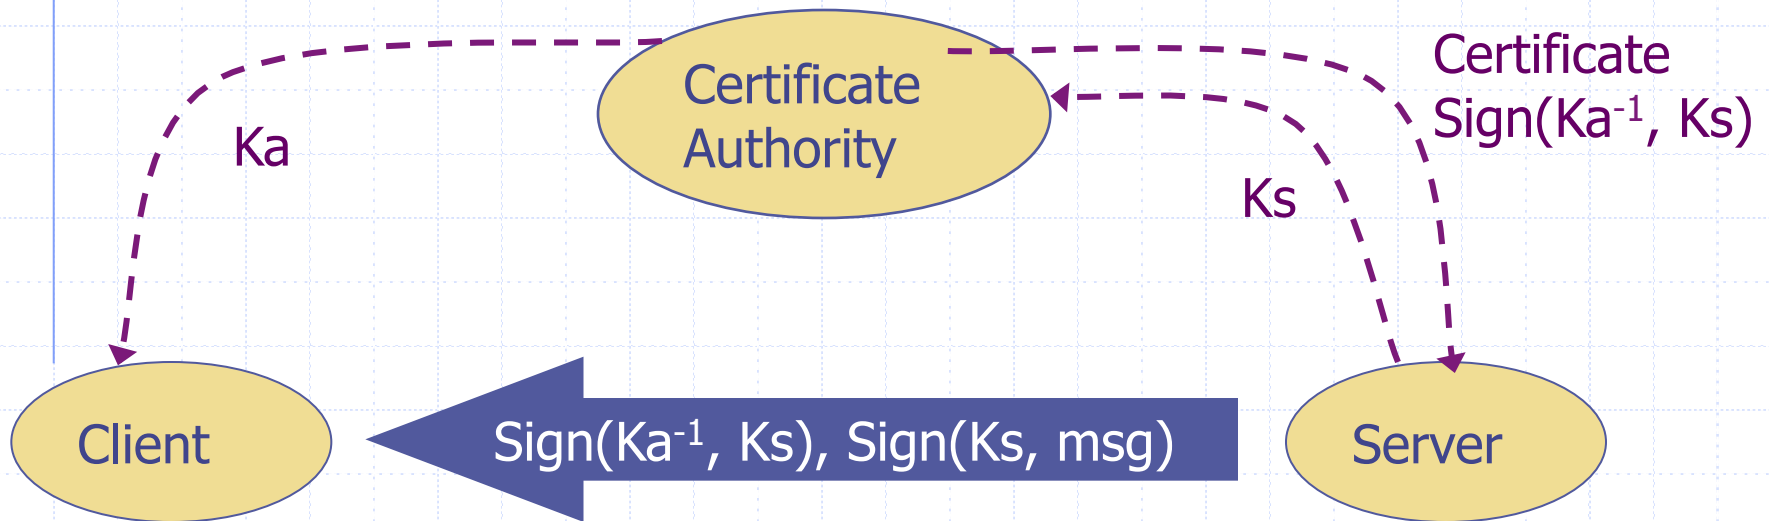 Certificate
Authority
Certificate
Sign(Ka⁻¹, Ks)
Ka
Ks
Client
Sign(Ka⁻¹, Ks), Sign(Ks, msg)
Server